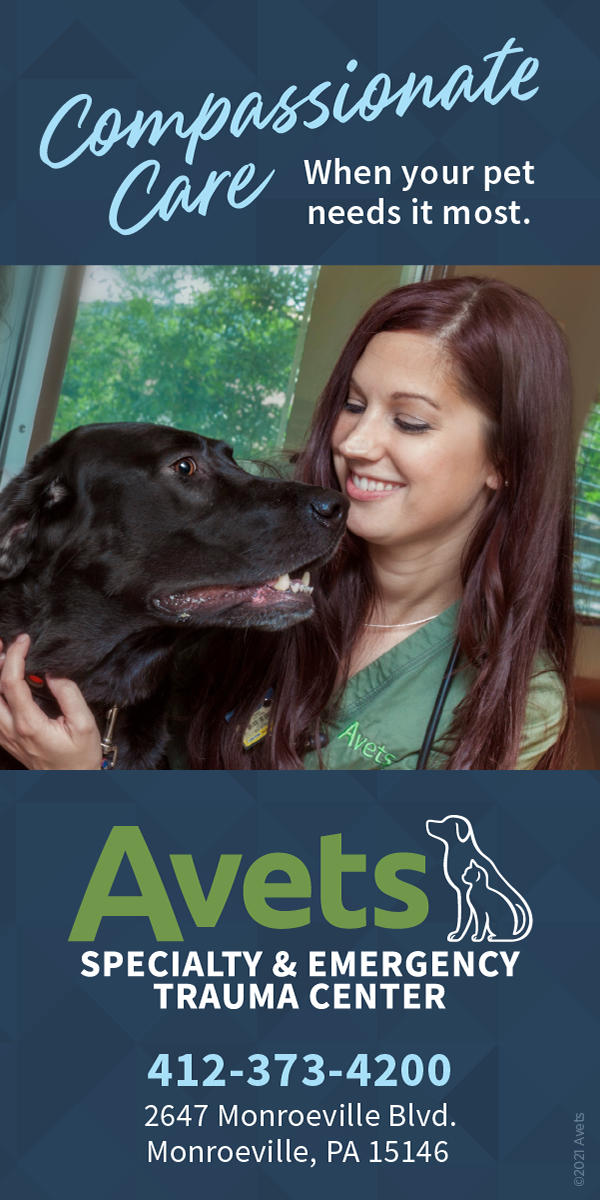 Compassionate
Care
When your pet
needs it most.
Avets
Avets
SPECIALTY & EMERGENCY
TRAUMA CENTER
412-373-4200
2647 Monroeville Blvd.
Monroeville, PA 15146
©2021 Avets